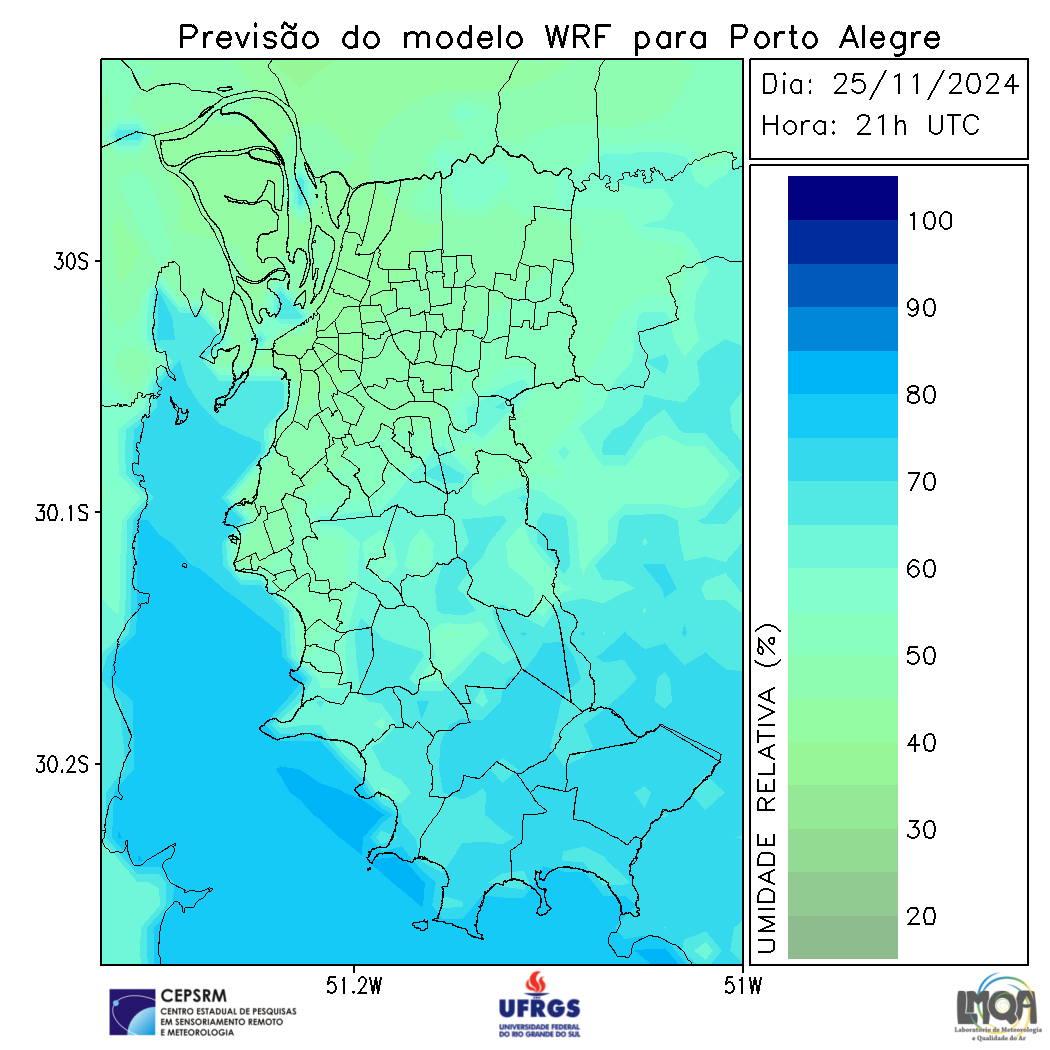 Previsão do modelo WRF para Porto Alegre
Dia: 25/11/2024
Hora: 21h UTC
30S
30.1S
30.2S
51.2W
51W
UMIDADE RELATIVA (%)
100
90
80
70
60
50
40
30
20
CEPSRM
CENTRO ESTADUAL DE PESQUISAS
EM SENSORIAMENTO REMOTO
E METEOROLOGIA
UFRGS
UNIVERSIDADE FEDERAL
DO RIO GRANDE DO SUL
LMQA
Laboratório de Meteorologia
e Qualidade do Ar